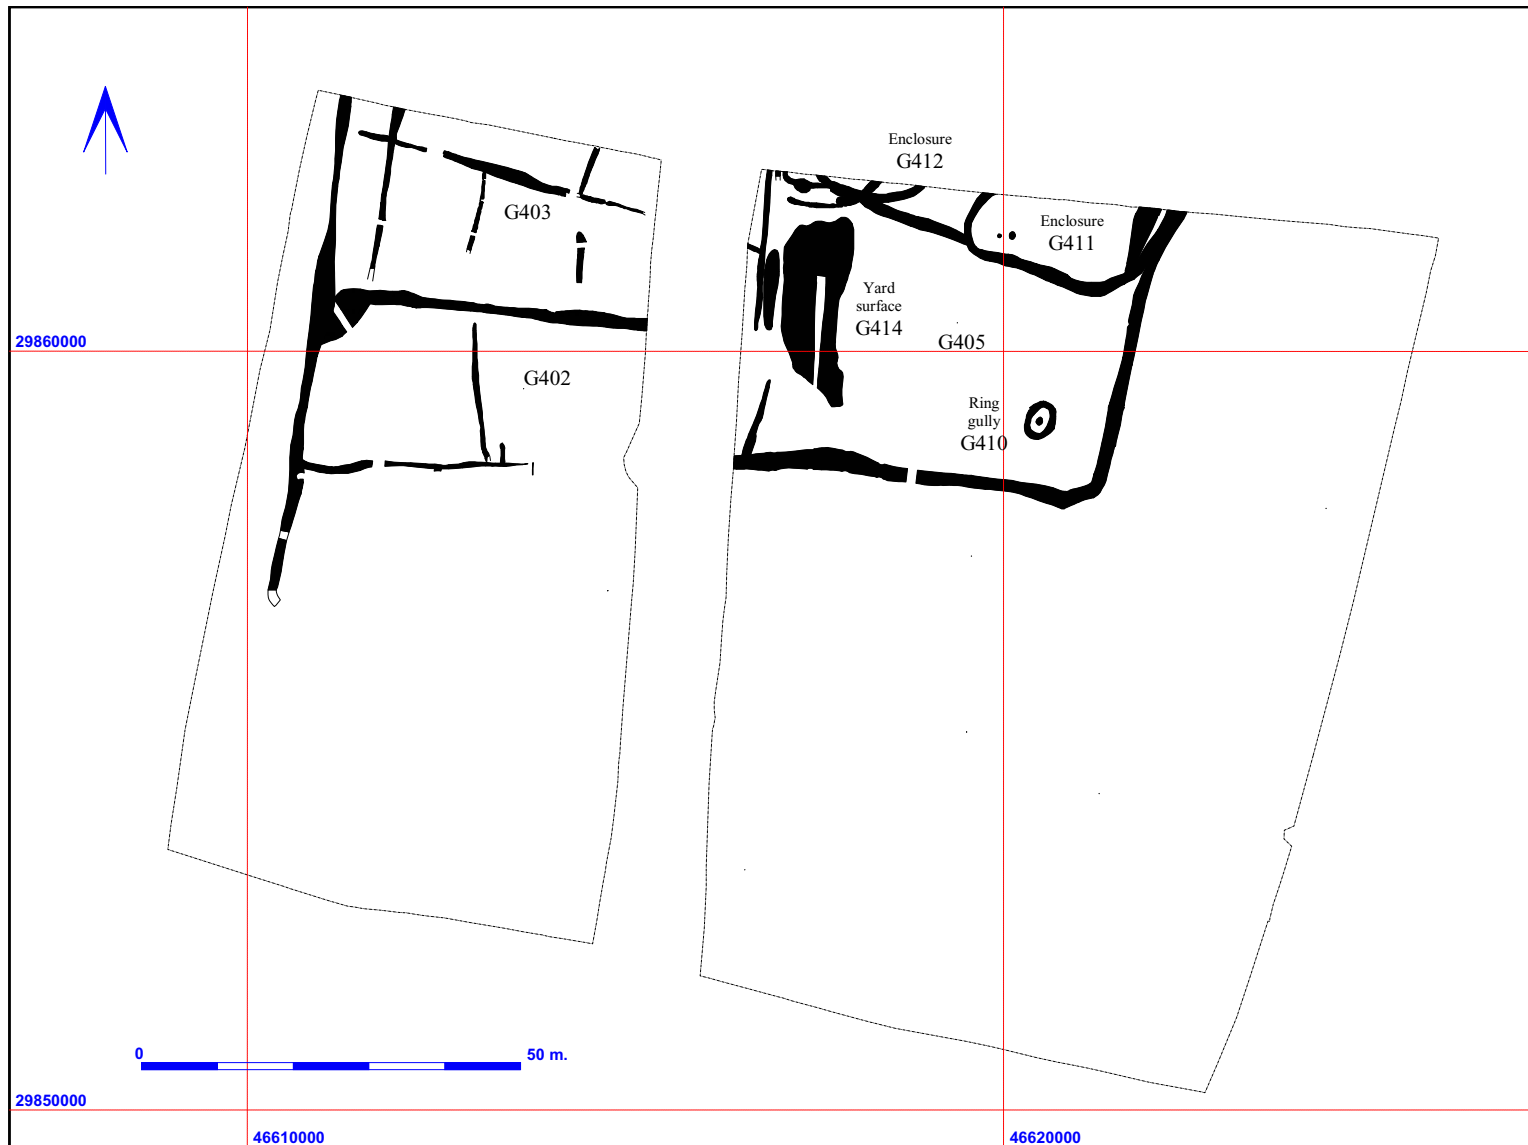 Enclosure
G412
G403
Enclosure
G411
Yard
surface
G414
29860000
G405
G402
Ring
gully
G410
0
50 m.
29850000
46610000
46620000